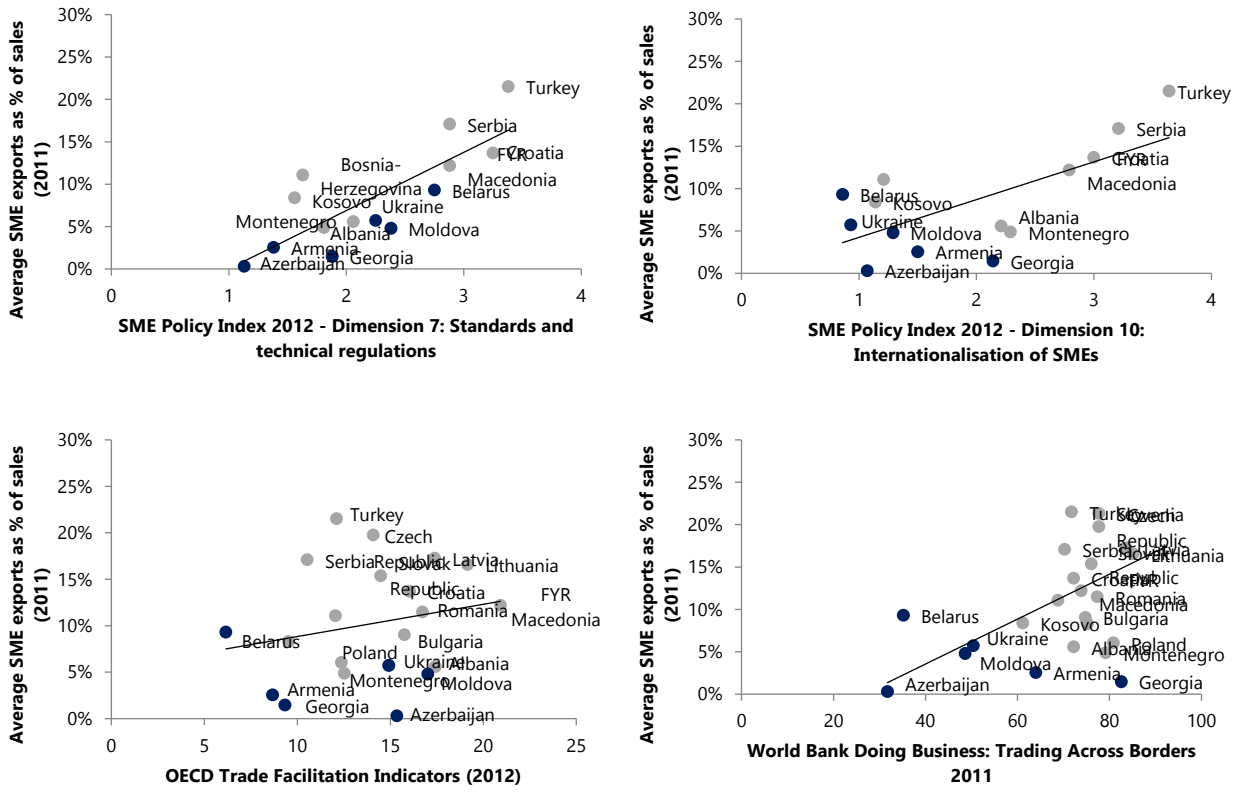 30%
25%
20%
15%
10%
5%
0%
Average SME exports as % of sales
(2011)
Turkey
Serbia
Croatia
FYR
Macedonia
Bosnia-
Herzegovina
Kosovo
Belarus
Ukraine
Montenegro
Moldova
Albania
Armenia
Georgia
Azerbaijan
0 1 2 3 4
SME Policy Index 2012 - Dimension 7: Standards and
technical regulations
30%
25%
20%
15%
10%
5%
0%
Average SME exports as % of sales
(2011)
Turkey
Serbia
Croatia
FYR
Macedonia
Belarus
Kosovo
Ukraine
Albania
Moldova
Montenegro
Armenia
Georgia
Azerbaijan
0 1 2 3 4
SME Policy Index 2012 - Dimension 10:
Internationalisation of SMEs
30%
25%
20%
15%
10%
5%
0%
Average SME exports as % of sales
(2011)
Turkey
Czech
Republic
Serbia
Slovak
Republic
Latvia
Lithuania
Croatia
FYR
Macedonia
Romania
Belarus
Bulgaria
Poland
Ukraine
Albania
Montenegro
Moldova
Armenia
Georgia
Azerbaijan
0 5 10 15 20 25
OECD Trade Facilitation Indicators (2012)
30%
25%
20%
15%
10%
5%
0%
Average SME exports as % of sales
(2011)
Turkey
Slovenia
Czech
Republic
Serbia
Latvia
Slovak
Republic
Lithuania
Croatia
FYR
Macedonia
Romania
Belarus
Kosovo
Bulgaria
Ukraine
Albania
Poland
Moldova
Montenegro
Armenia
Georgia
Azerbaijan
0 20 40 60 80 100
World Bank Doing Business: Trading Across Borders
2011